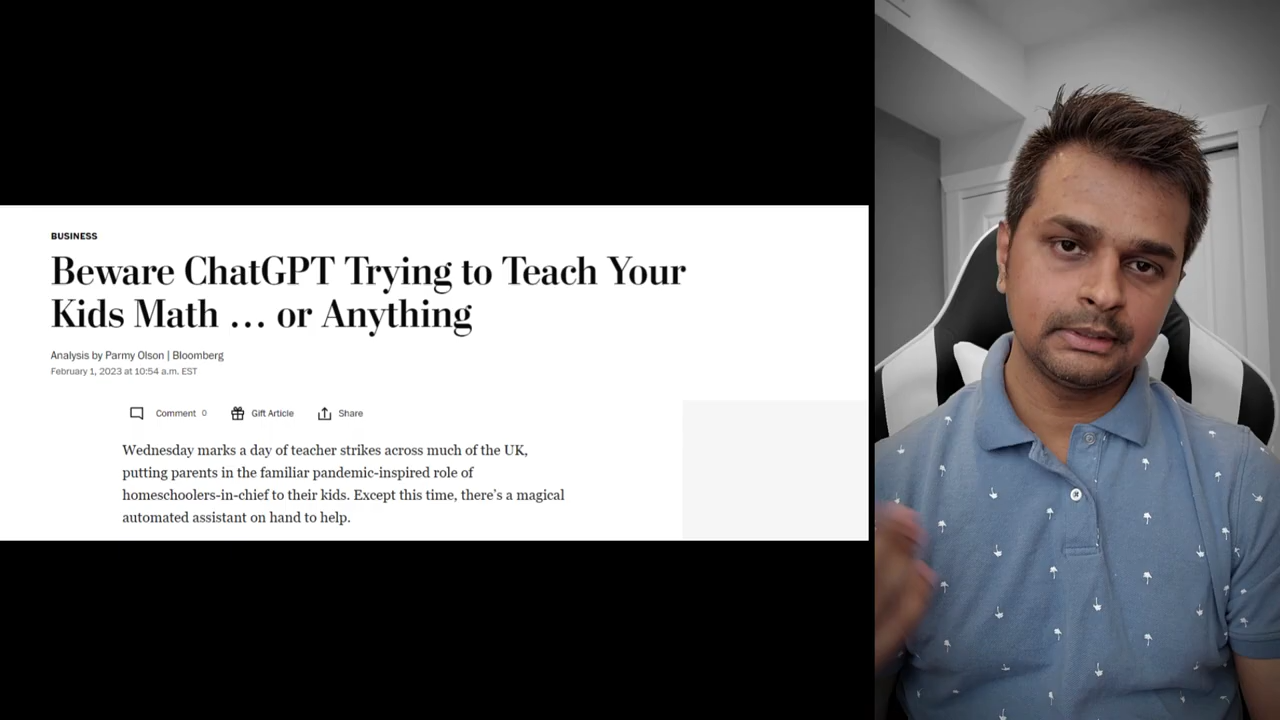 BUSINESS
Beware ChatGPT Trying to Teach Your
Kids Math … or Anything
Analysis by Parmy Olson | Bloomberg
February 1, 2023 at 10:54 a.m. EST
Comment 0 Gift Article Share
Wednesday marks a day of teacher strikes across much of the UK,
putting parents in the familiar pandemic-inspired role of
homeschoolers-in-chief to their kids. Except this time, there’s a magical
automated assistant on hand to help.